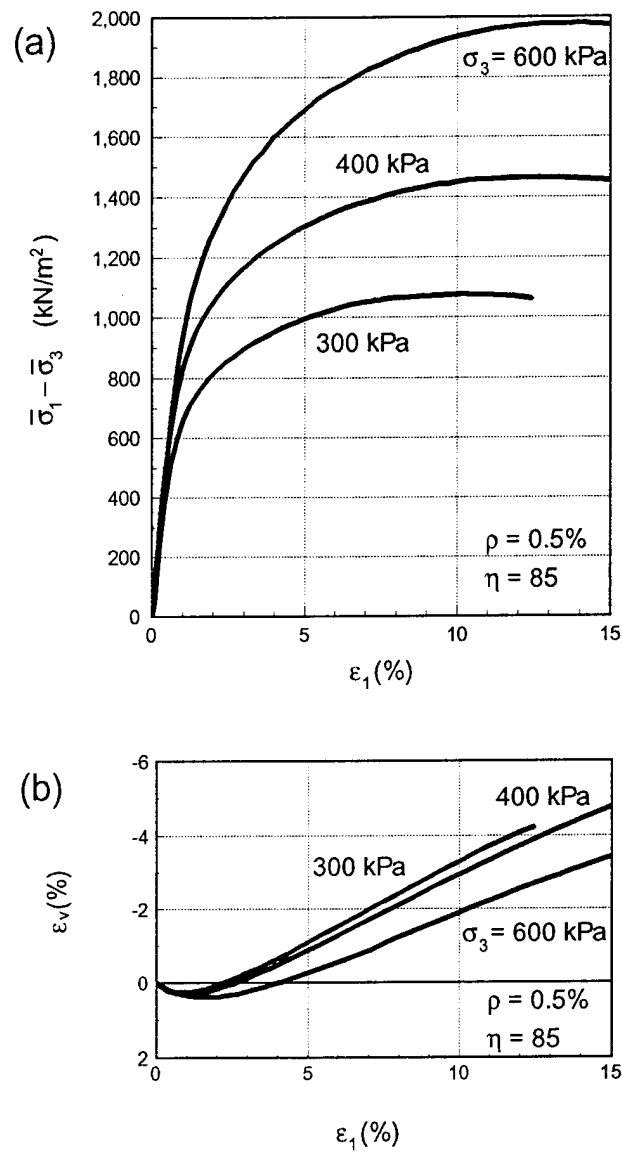 (a)
2,000
1,800
1,600
1,400
1,200
1,000
800
600
400
200
0
σ̄₁ – σ̄₃ (kN/m²)
σ₃= 600 kPa
400 kPa
300 kPa
ρ = 0.5%
η = 85
0 5 10 15
ε₁(%)
(b)
-6
-4
-2
0
2
εᵥ(%)
400 kPa
300 kPa
σ₃= 600 kPa
ρ = 0.5%
η = 85
0 5 10 15
ε₁(%)